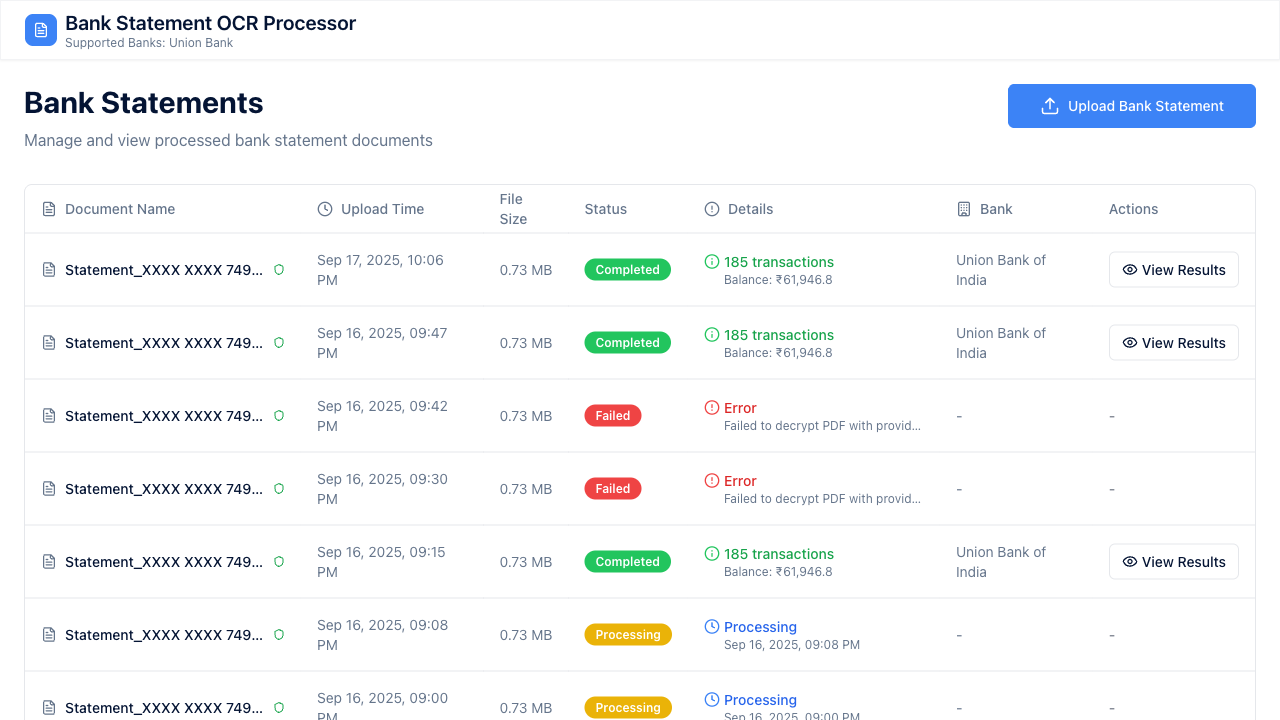 Bank Statement OCR Processor
Supported Banks: Union Bank
Bank Statements
Manage and view processed bank statement documents
Upload Bank Statement
Document Name
Upload Time
File
Size
Status
Details
Bank
Actions
Statement_XXXX XXXX 749...
Sep 17, 2025, 10:06
PM
0.73 MB
Completed
185 transactions
Balance: ₹61,946.8
Union Bank of
India
View Results
Statement_XXXX XXXX 749...
Sep 16, 2025, 09:47
PM
0.73 MB
Completed
185 transactions
Balance: ₹61,946.8
Union Bank of
India
View Results
Statement_XXXX XXXX 749...
Sep 16, 2025, 09:42
PM
0.73 MB
Failed
Error
Failed to decrypt PDF with provid...
-
-
Statement_XXXX XXXX 749...
Sep 16, 2025, 09:30
PM
0.73 MB
Failed
Error
Failed to decrypt PDF with provid...
-
-
Statement_XXXX XXXX 749...
Sep 16, 2025, 09:15
PM
0.73 MB
Completed
185 transactions
Balance: ₹61,946.8
Union Bank of
India
View Results
Statement_XXXX XXXX 749...
Sep 16, 2025, 09:08
PM
0.73 MB
Processing
Processing
Sep 16, 2025, 09:08 PM
-
-
Statement_XXXX XXXX 749...
Sep 16, 2025, 09:00
PM
0.73 MB
Processing
Processing
Sep 16, 2025, 09:00 PM
-
-